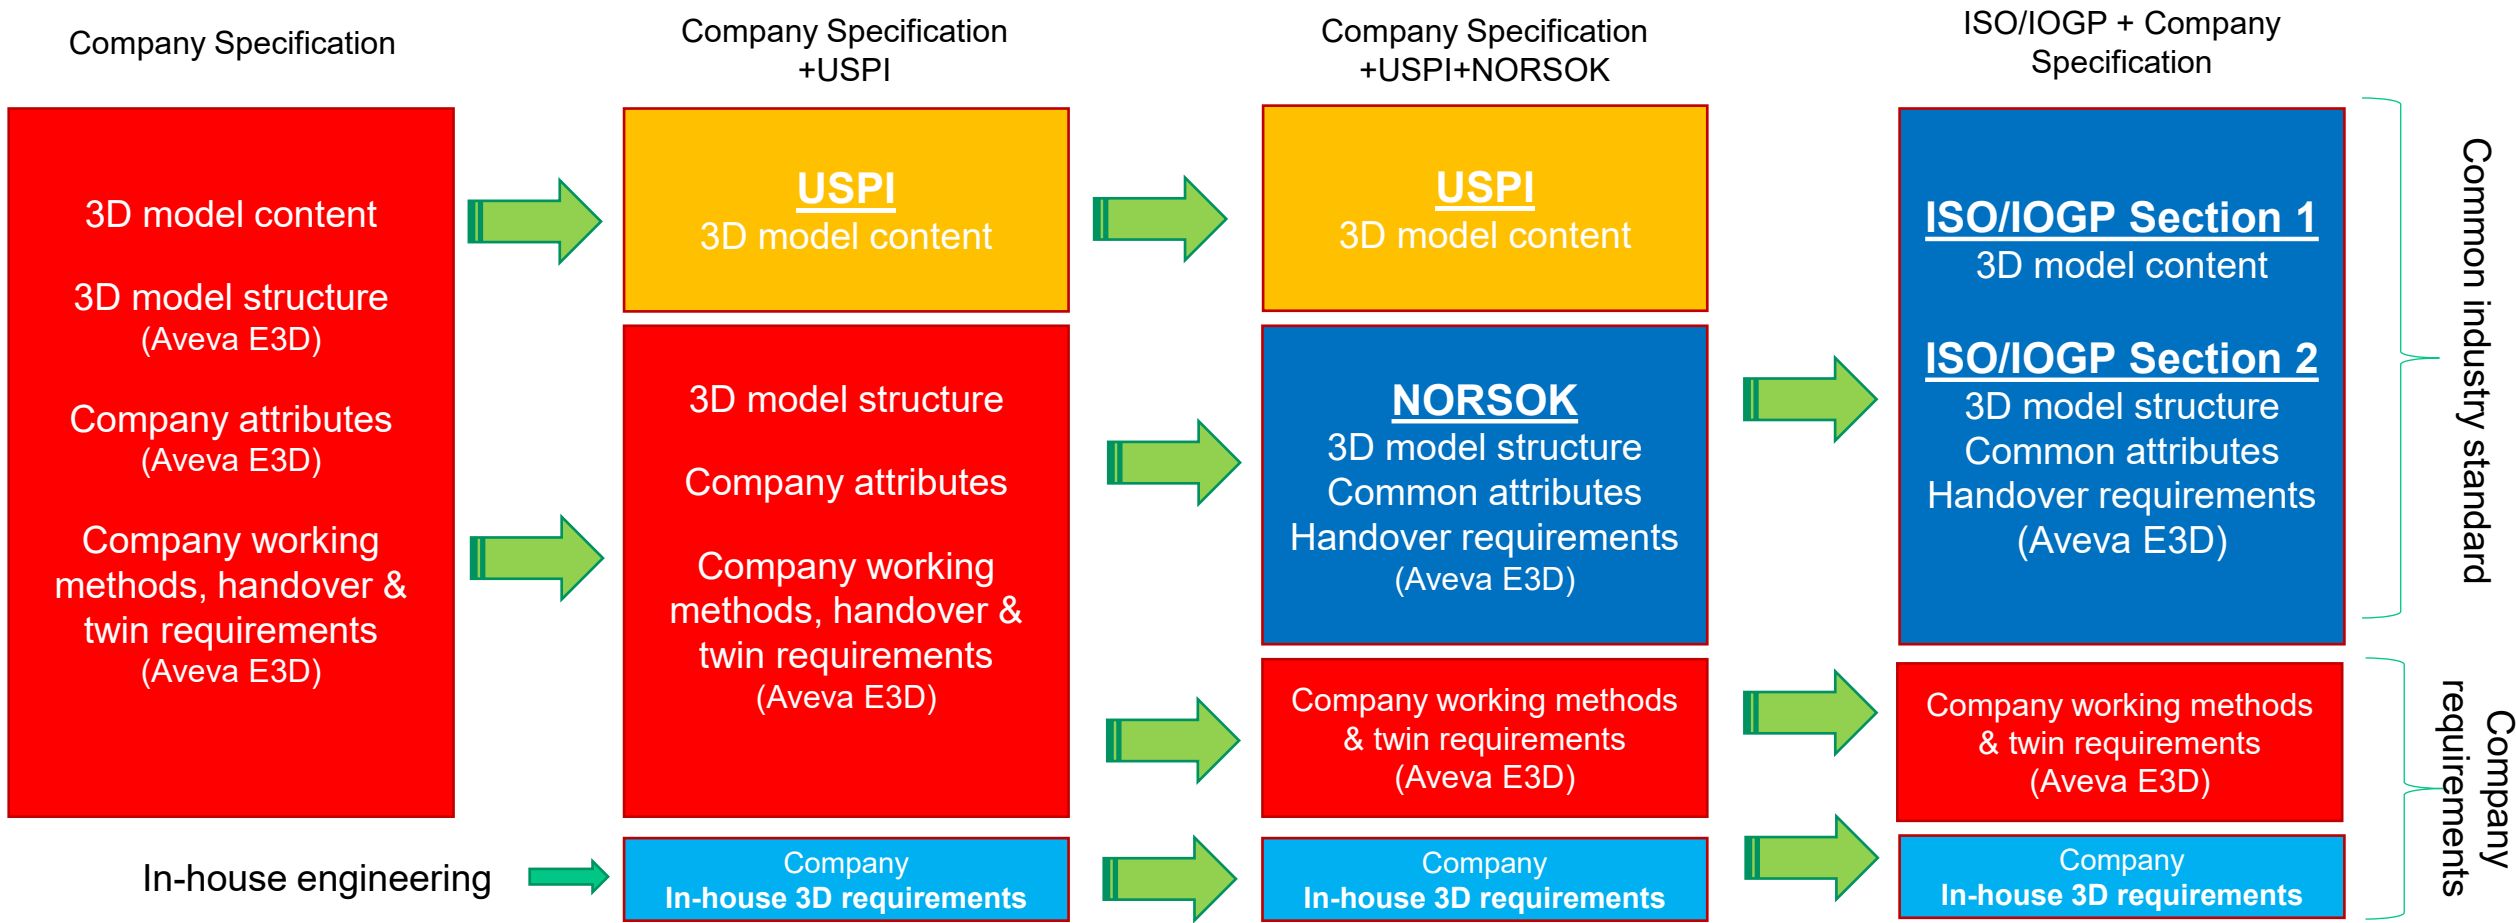 Company Specification
3D model content
3D model structure
(Aveva E3D)
Company attributes
(Aveva E3D)
Company working
methods, handover &
twin requirements
(Aveva E3D)
In-house engineering
Company Specification
+USPI
USPI
3D model content
3D model structure
Company attributes
Company working
methods, handover &
twin requirements
(Aveva E3D)
Company
In-house 3D requirements
Company Specification
+USPI+NORSOK
USPI
3D model content
NORSOK
3D model structure
Common attributes
Handover requirements
(Aveva E3D)
Company working methods
& twin requirements
(Aveva E3D)
Company
In-house 3D requirements
ISO/IOGP + Company
Specification
ISO/IOGP Section 1
3D model content
ISO/IOGP Section 2
3D model structure
Common attributes
Handover requirements
(Aveva E3D)
Company working methods
& twin requirements
(Aveva E3D)
Company
In-house 3D requirements
Common industry standard
Company
requirements